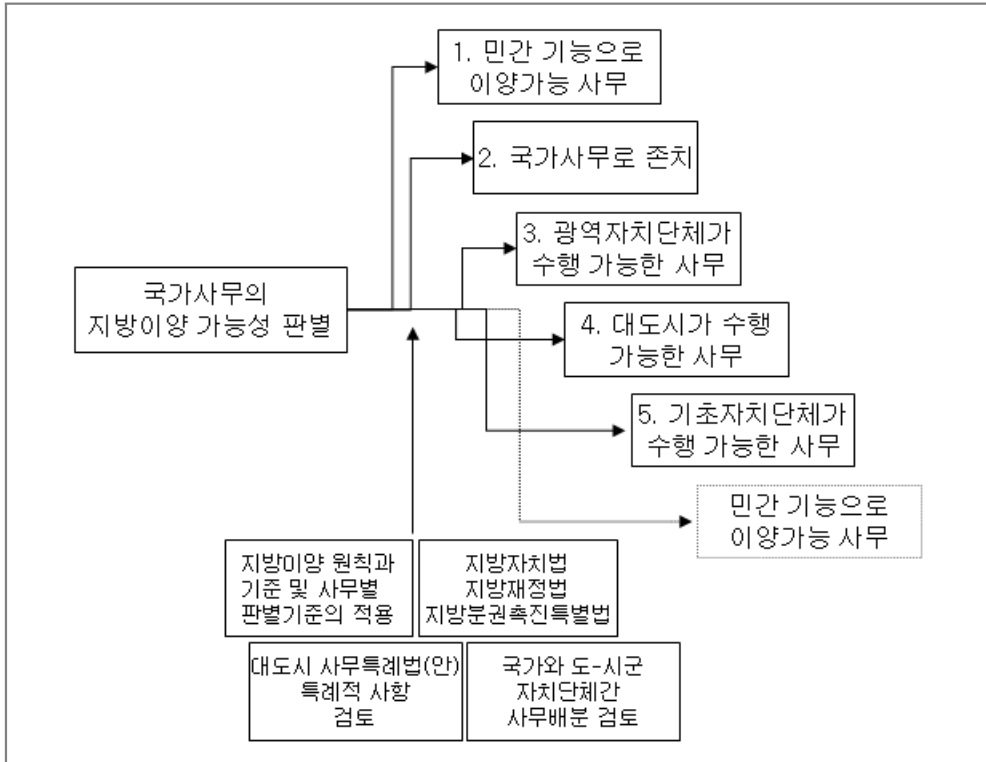 1. 민간 기능으로
이양가능 사무
2. 국가사무로 존치
3. 광역자치단체가
수행 가능한 사무
국가사무의
지방이양 가능성 판별
4. 대도시가 수행
가능한 사무
5. 기초자치단체가
수행 가능한 사무
민간 기능으로
이양가능 사무
지방이양 원칙과
기준 및 사무별
판별기준의 적용
지방자치법
지방재정법
지방분권촉진특별법
대도시 사무특례법(안)
특례적 사항
검토
국가와 도-시군
자치단체간
사무배분 검토